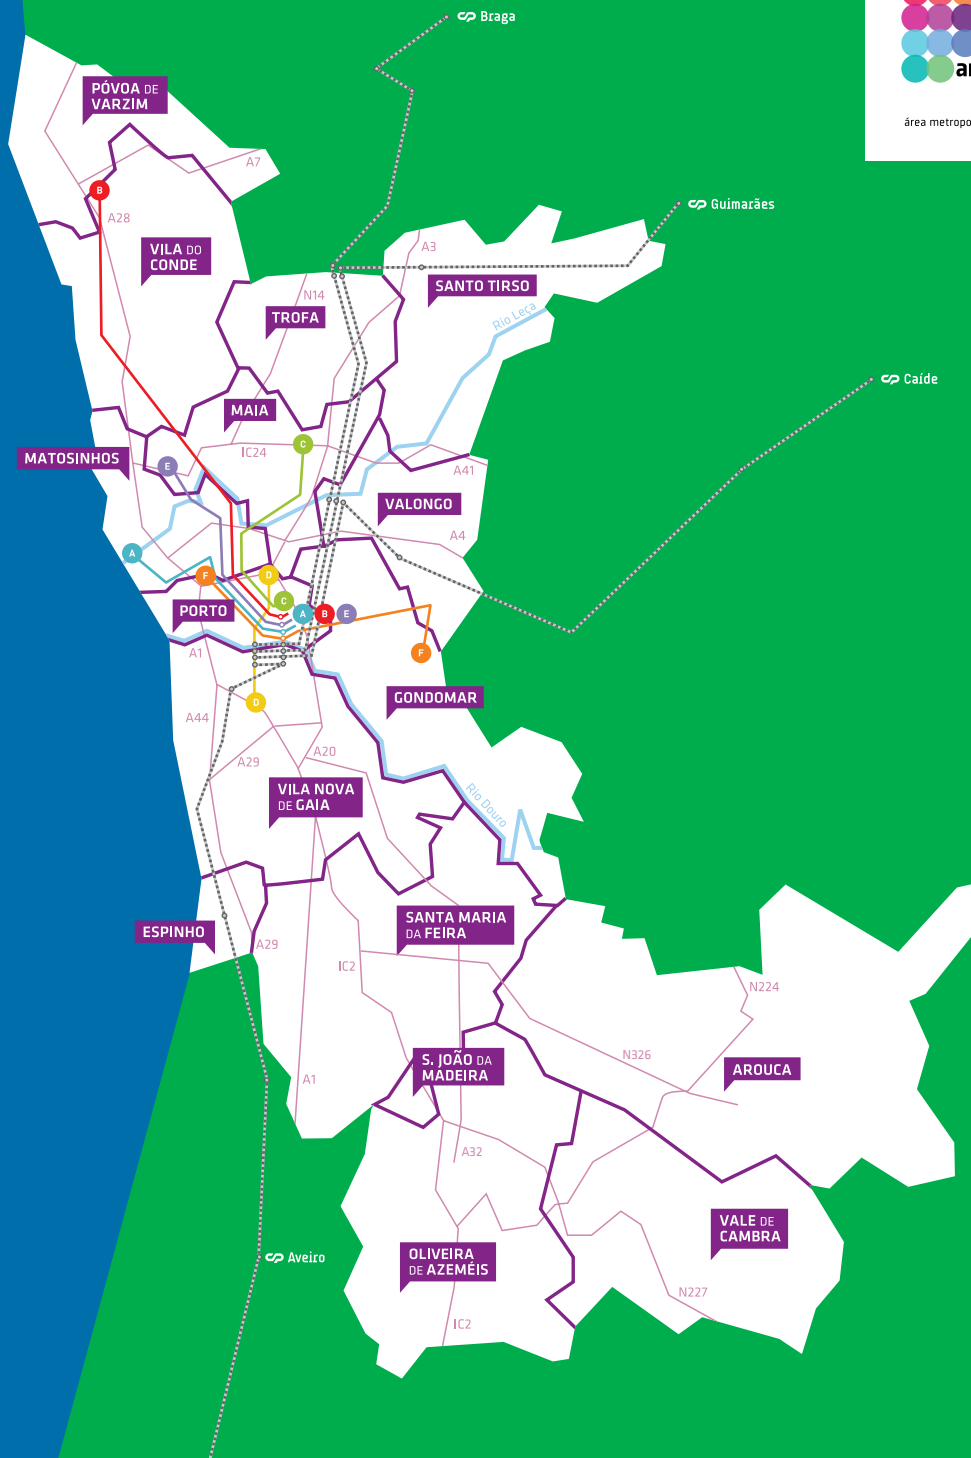 Braga
PÓVOA DE
VARZIM
ar
área metropo
A7
B
Guimarães
A28
VILA DO
CONDE
A3
SANTO TIRSO
N14
TROFA
Rio Leça
Caíde
MAIA
C
IC24
MATOSINHOS
E
A41
VALONGO
A4
A
F
D
C
PORTO
A
B
E
A1
F
GONDOMAR
D
A44
A20
A29
VILA NOVA
DE GAIA
Rio Douro
SANTA MARIA
DA FEIRA
ESPINHO
A29
IC2
N224
N326
S. JOÃO DA
MADEIRA
AROUCA
A1
A32
VALE DE
CAMBRA
OLIVEIRA
DE AZEMÉIS
Aveiro
N227
IC2